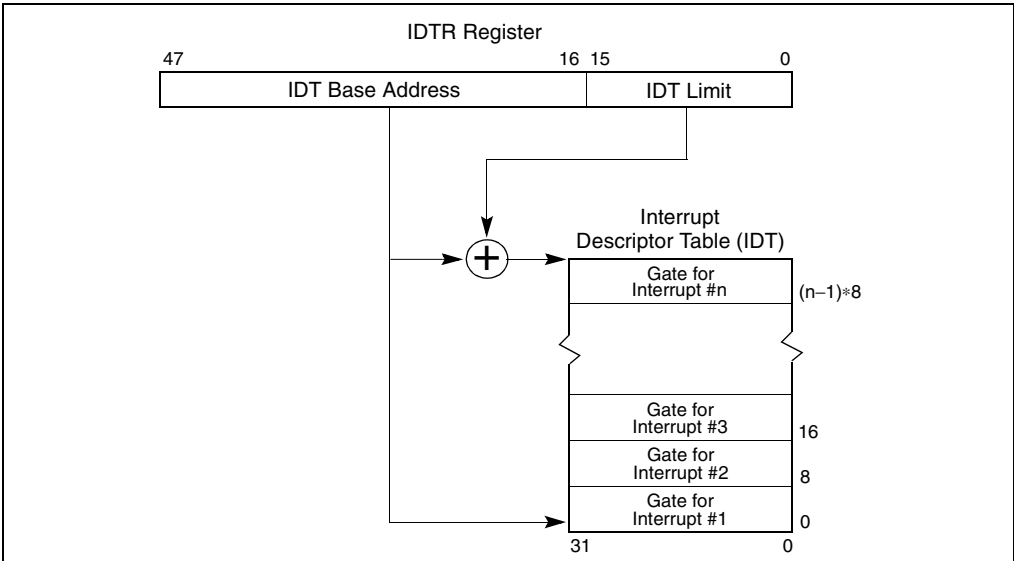 IDTR Register
47 16 15 0
IDT Base Address IDT Limit
+
Interrupt
Descriptor Table (IDT)
Gate for
Interrupt #n
(n–1)∗8
Gate for
Interrupt #3
16
Gate for
Interrupt #2
8
Gate for
Interrupt #1
0
31 0